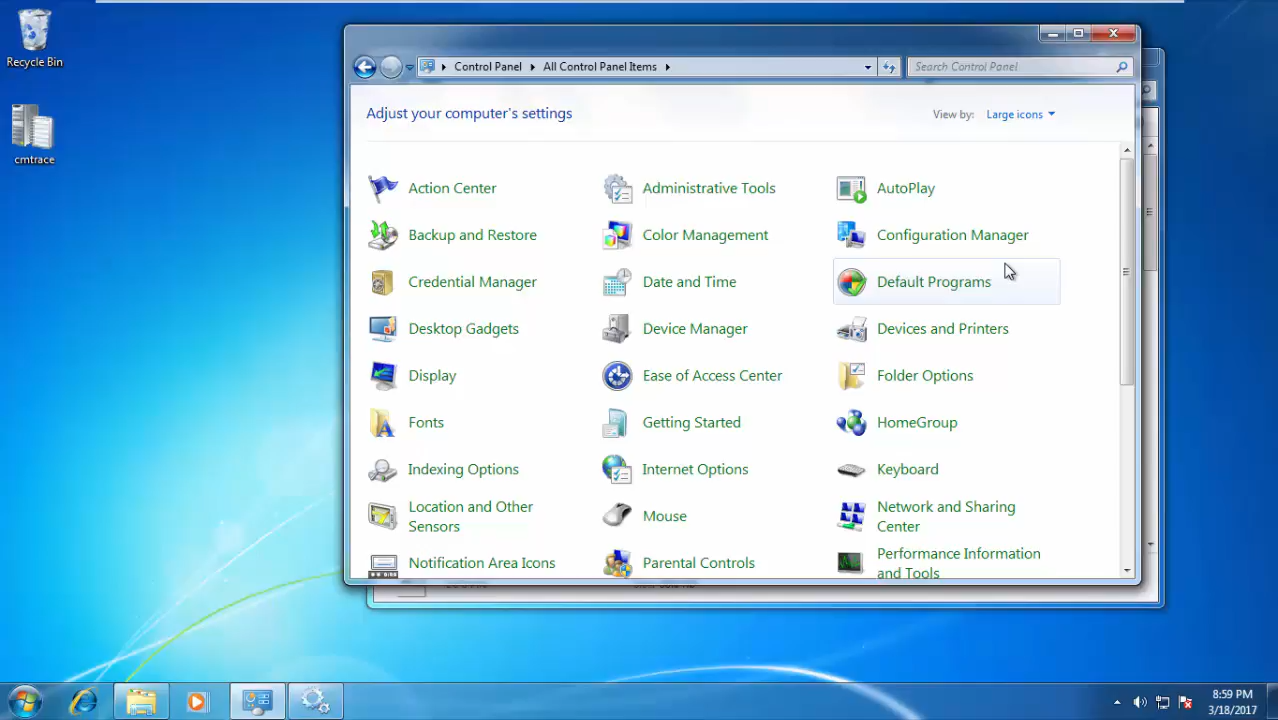 Recycle Bin
cmtrace
Control Panel
All Control Panel Items
Search Control Panel
Adjust your computer's settings
View by: Large icons
Action Center
Administrative Tools
AutoPlay
Backup and Restore
Color Management
Configuration Manager
Credential Manager
Date and Time
Default Programs
Desktop Gadgets
Device Manager
Devices and Printers
Display
Ease of Access Center
Folder Options
Fonts
Getting Started
HomeGroup
Indexing Options
Internet Options
Keyboard
Location and Other
Sensors
Mouse
Network and Sharing
Center
Notification Area Icons
Parental Controls
Performance Information
and Tools
8:59 PM
3/18/2017